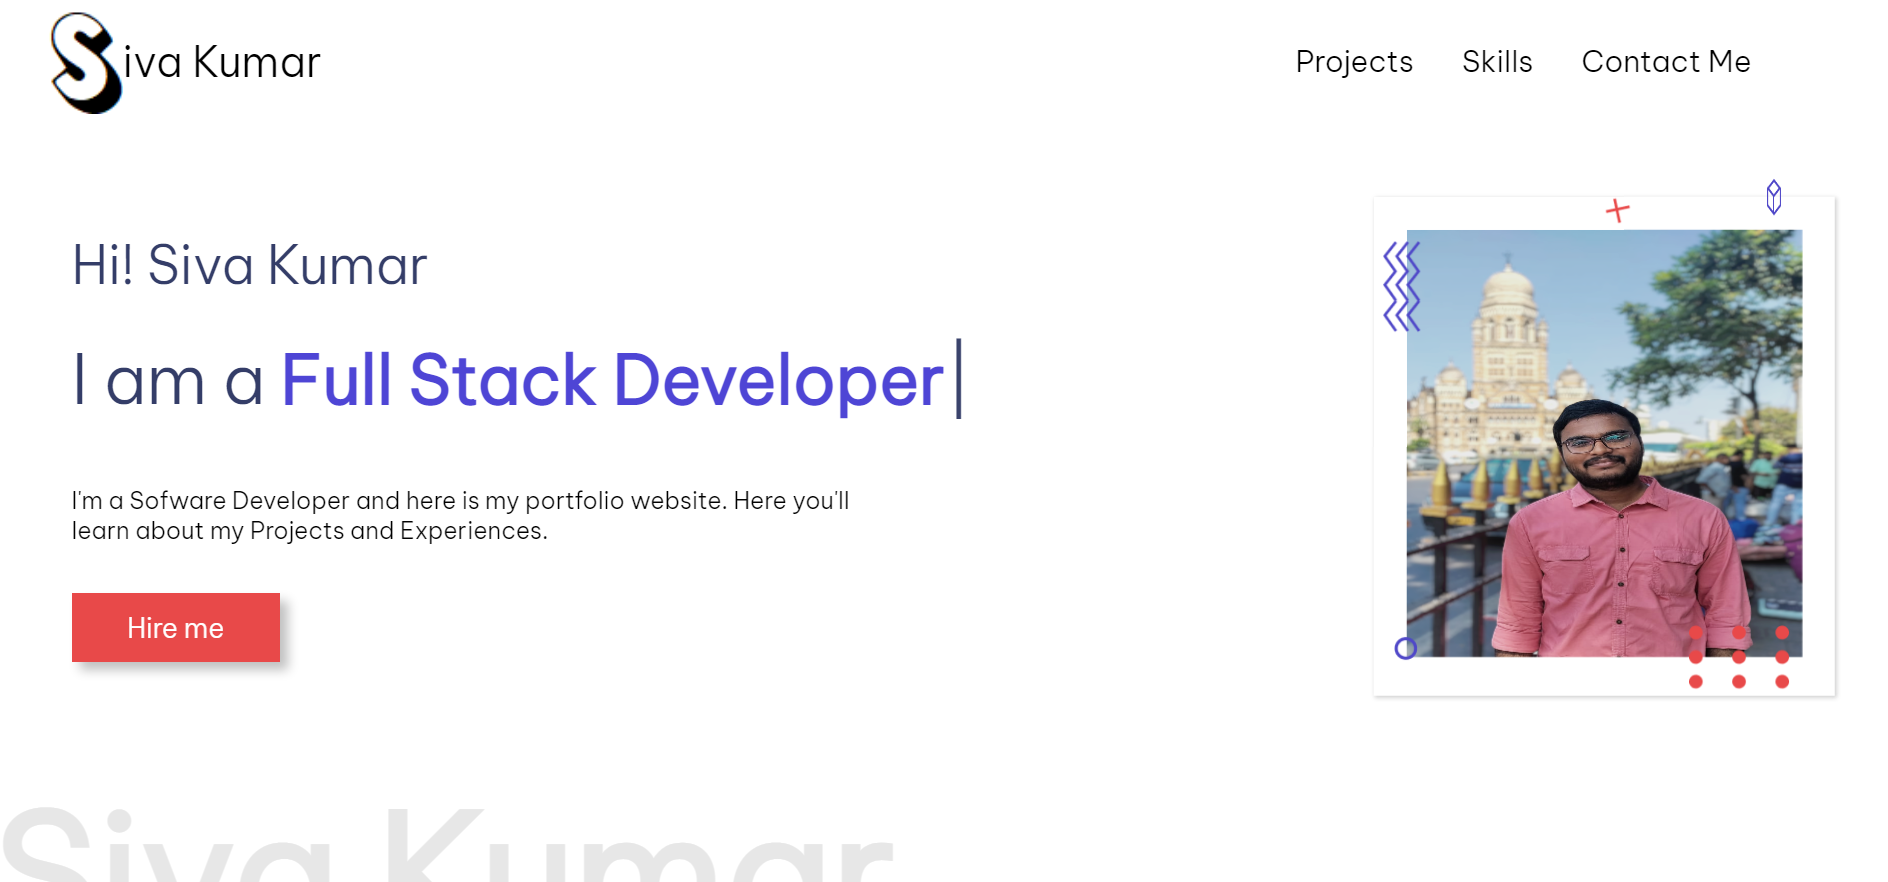 Siva Kumar
Projects Skills Contact Me
Hi! Siva Kumar
I am a Full Stack Developer
I'm a Sofware Developer and here is my portfolio website. Here you'll
learn about my Projects and Experiences.
Hire me
Siva Kumar